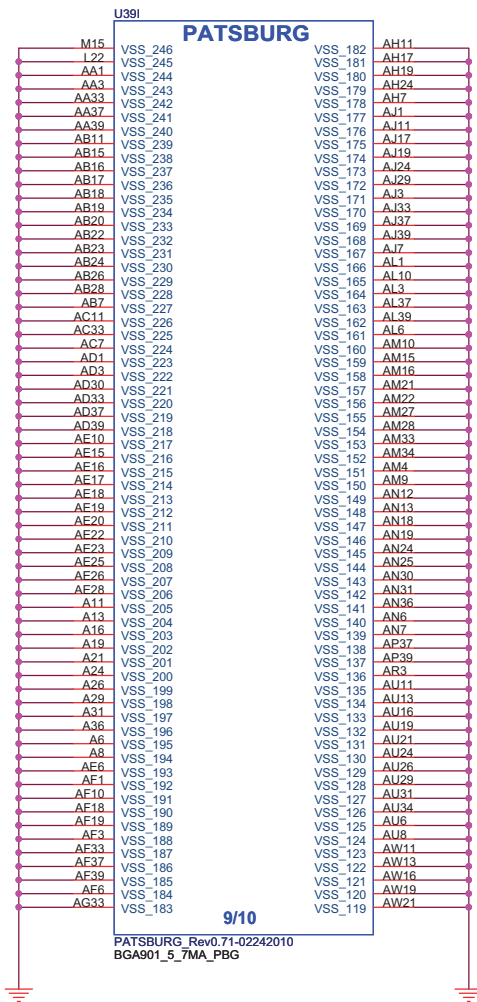 U39I
PATSBURG
M15 VSS_246 VSS_182 AH11
L22 VSS_245 VSS_181 AH17
AA1 VSS_244 VSS_180 AH19
AA3 VSS_243 VSS_179 AH24
AA33 VSS_242 VSS_178 AH7
AA37 VSS_241 VSS_177 AJ1
AA39 VSS_240 VSS_176 AJ11
AB11 VSS_239 VSS_175 AJ17
AB15 VSS_238 VSS_174 AJ19
AB16 VSS_237 VSS_173 AJ24
AB17 VSS_236 VSS_172 AJ29
AB18 VSS_235 VSS_171 AJ3
AB19 VSS_234 VSS_170 AJ33
AB20 VSS_233 VSS_169 AJ37
AB22 VSS_232 VSS_168 AJ39
AB23 VSS_231 VSS_167 AJ7
AB24 VSS_230 VSS_166 AL1
AB26 VSS_229 VSS_165 AL10
AB28 VSS_228 VSS_164 AL3
AB7 VSS_227 VSS_163 AL37
AC11 VSS_226 VSS_162 AL39
AC33 VSS_225 VSS_161 AL6
AC7 VSS_224 VSS_160 AM10
AD1 VSS_223 VSS_159 AM15
AD3 VSS_222 VSS_158 AM16
AD30 VSS_221 VSS_157 AM21
AD33 VSS_220 VSS_156 AM22
AD37 VSS_219 VSS_155 AM27
AD39 VSS_218 VSS_154 AM28
AE10 VSS_217 VSS_153 AM33
AE15 VSS_216 VSS_152 AM34
AE16 VSS_215 VSS_151 AM4
AE17 VSS_214 VSS_150 AM9
AE18 VSS_213 VSS_149 AN12
AE19 VSS_212 VSS_148 AN13
AE20 VSS_211 VSS_147 AN18
AE22 VSS_210 VSS_146 AN19
AE23 VSS_209 VSS_145 AN24
AE25 VSS_208 VSS_144 AN25
AE26 VSS_207 VSS_143 AN30
AE28 VSS_206 VSS_142 AN31
A11 VSS_205 VSS_141 AN36
A13 VSS_204 VSS_140 AN6
A16 VSS_203 VSS_139 AN7
A19 VSS_202 VSS_138 AP37
A21 VSS_201 VSS_137 AP39
A24 VSS_200 VSS_136 AR3
A26 VSS_199 VSS_135 AU11
A29 VSS_198 VSS_134 AU13
A31 VSS_197 VSS_133 AU16
A36 VSS_196 VSS_132 AU19
A6 VSS_195 VSS_131 AU21
A8 VSS_194 VSS_130 AU24
AE6 VSS_193 VSS_129 AU26
AF1 VSS_192 VSS_128 AU29
AF10 VSS_191 VSS_127 AU31
AF18 VSS_190 VSS_126 AU34
AF19 VSS_189 VSS_125 AU6
AF3 VSS_188 VSS_124 AU8
AF33 VSS_187 VSS_123 AW11
AF37 VSS_186 VSS_122 AW13
AF39 VSS_185 VSS_121 AW16
AF6 VSS_184 VSS_120 AW19
AG33 VSS_183 VSS_119 AW21
9/10
PATSBURG_Rev0.71-02242010
BGA901_5_7MA_PBG